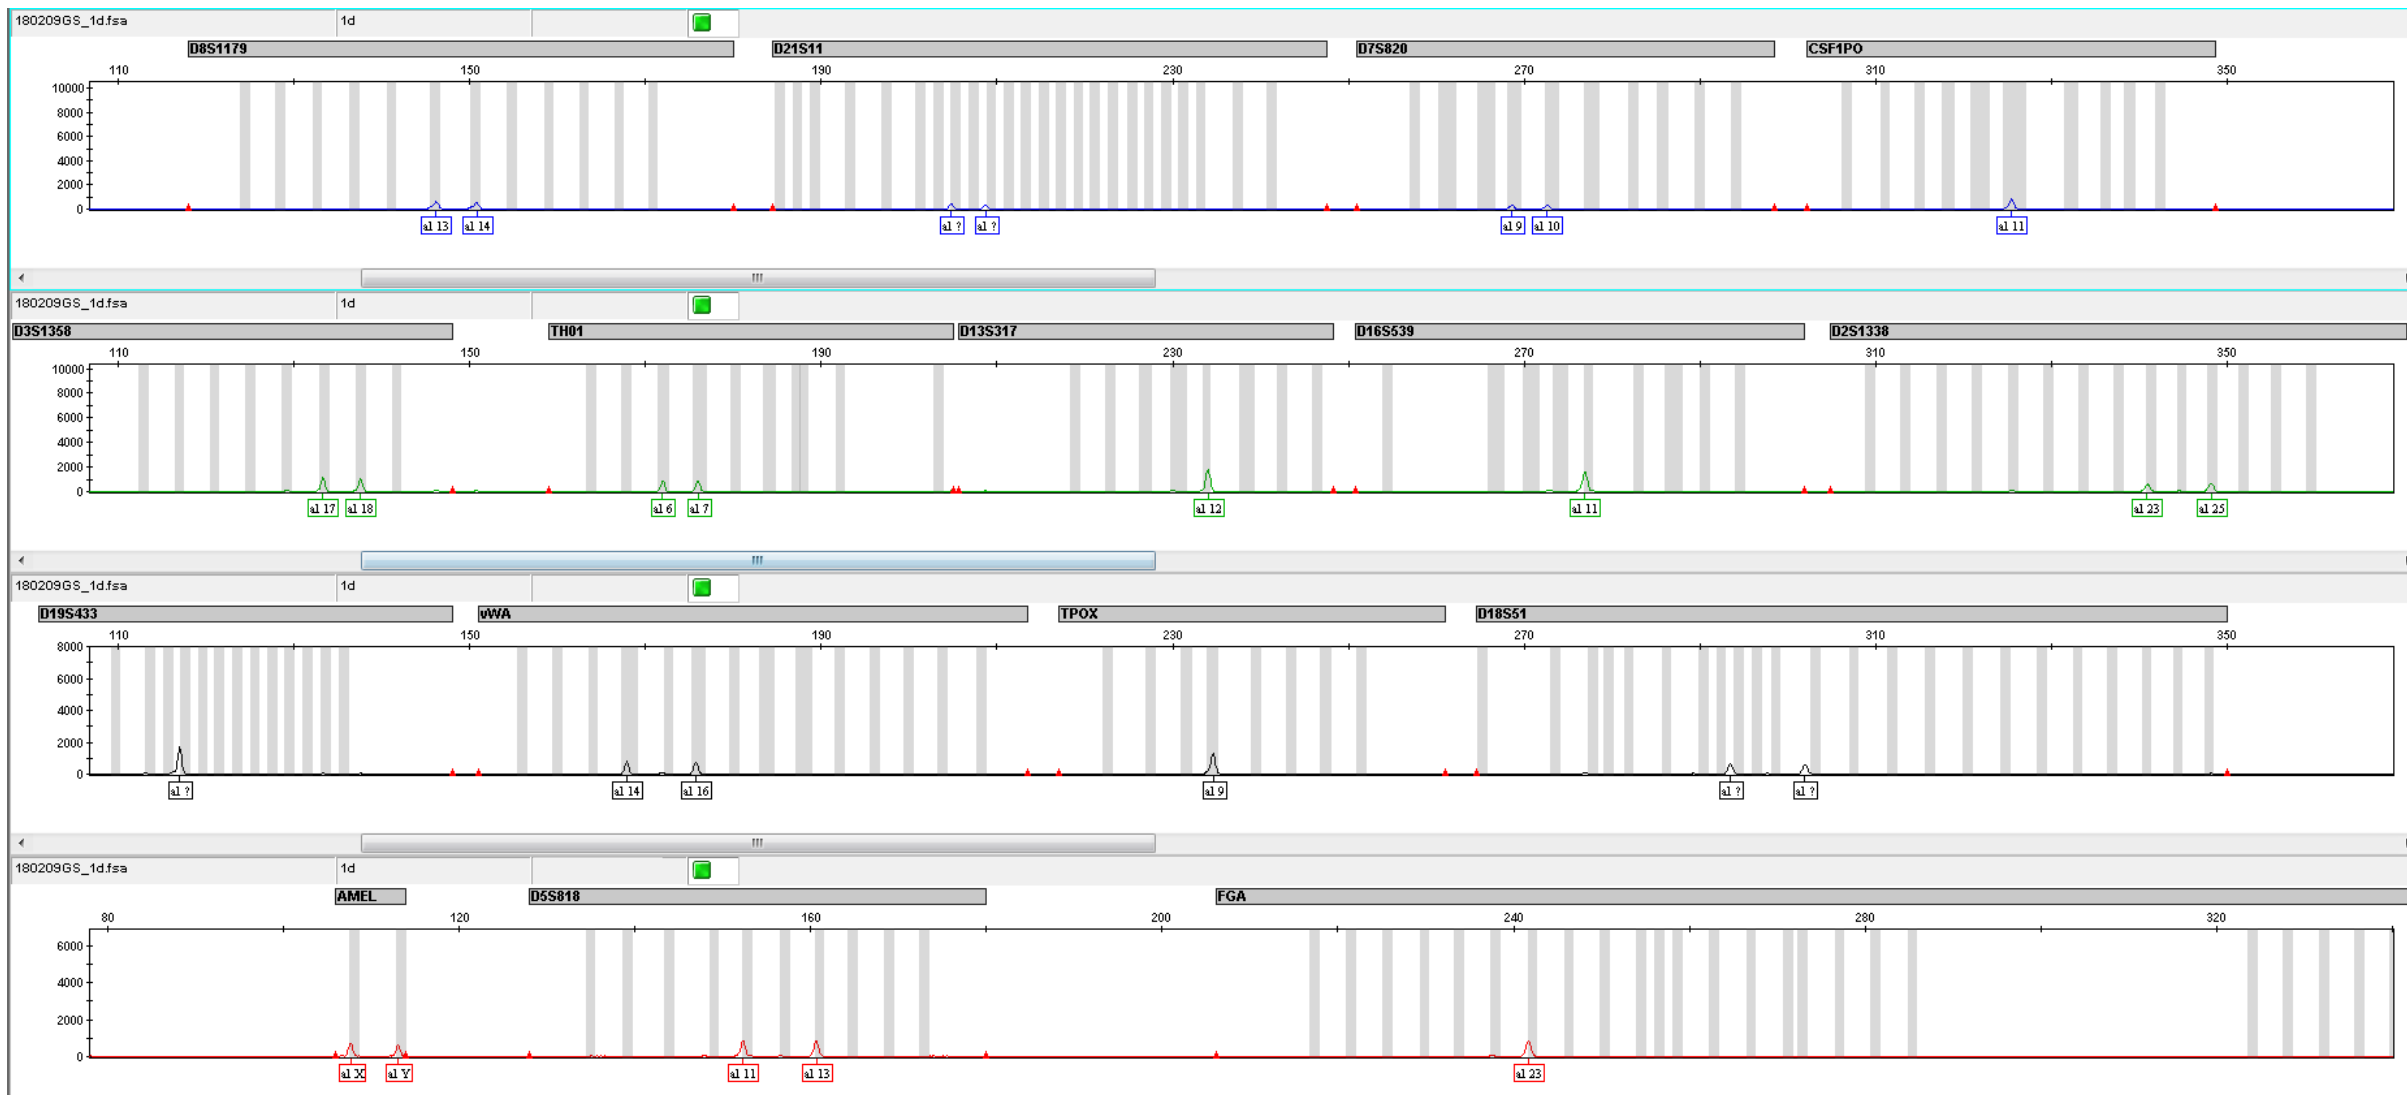 180209GS_1d.fsa 1d
D8S1179 D21S11 D7S820 CSF1PO
110 150 190 230 270 310 350
10000
8000
6000
4000
2000
0
al 13 al 14 al ? al ? al 9 al 10 al 11
180209GS_1d.fsa 1d
D3S1358 TH01 D13S317 D16S539 D2S1338
110 150 190 230 270 310 350
10000
8000
6000
4000
2000
0
al 17 al 18 al 6 al 7 al 12 al 11 al 23 al 25
180209GS_1d.fsa 1d
D19S433 vWA TPOX D18S51
110 150 190 230 270 310 350
8000
6000
4000
2000
0
al ? al 14 al 16 al 9 al ? al ?
180209GS_1d.fsa 1d
AMEL D5S818 FGA
80 120 160 200 240 280 320
6000
4000
2000
0
al X al Y al 11 al 13 al 23